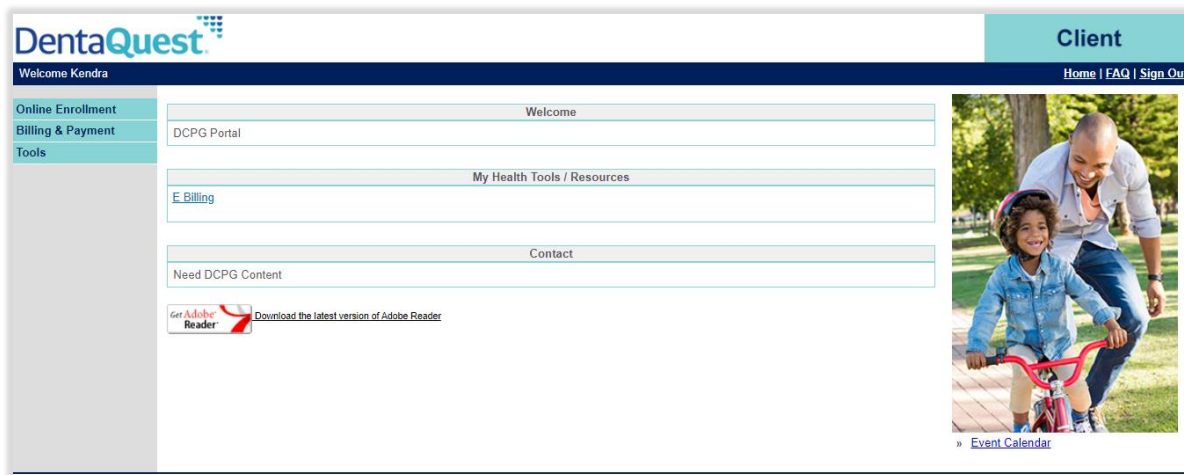 DentaQuest.
Client
Welcome Kendra
Home | FAQ | Sign Ou
Online Enrollment
Billing & Payment
Tools
Welcome
DCPG Portal
My Health Tools / Resources
E Billing
Contact
Need DCPG Content
Get Adobe Reader
Download the latest version of Adobe Reader
» Event Calendar